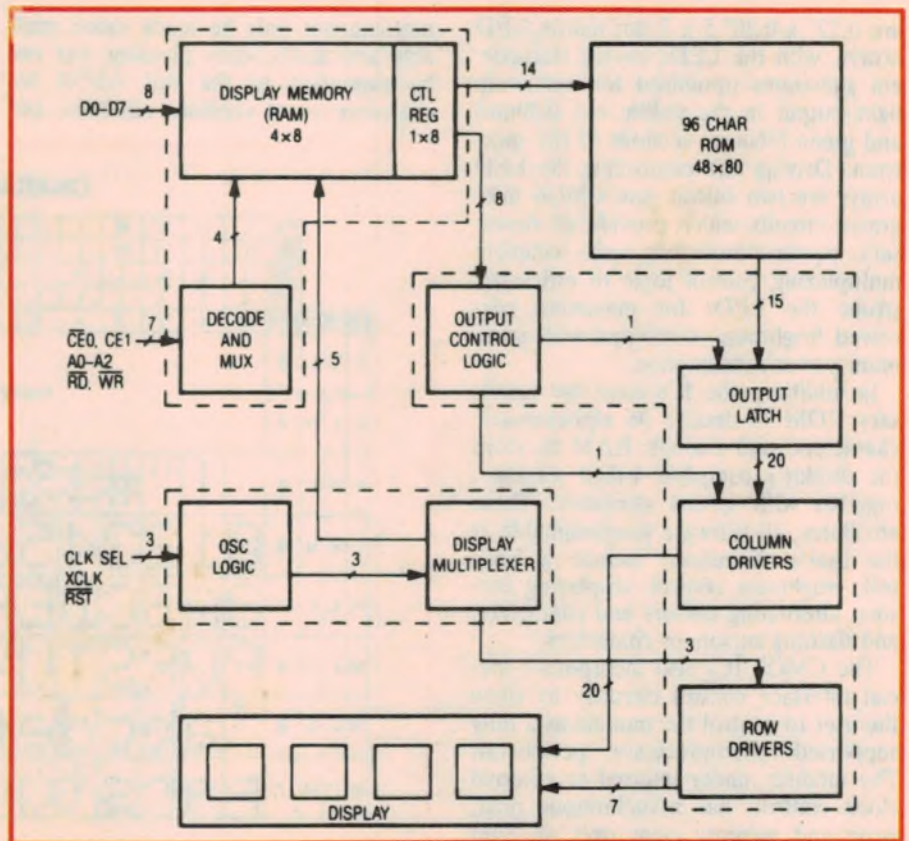 DISPLAY MEMORY
(RAM)
4×8
CTL
REG
1×8
D0–D7
8
14
96 CHAR
ROM
48×80
8
4
15
CE0, CE1
A0–A2
RD, WR
7
DECODE
AND
MUX
5
OUTPUT
CONTROL
LOGIC
OUTPUT
LATCH
20
1
CLK SEL
XCLK
RST
3
OSC
LOGIC
3
DISPLAY
MULTIPLEXER
COLUMN
DRIVERS
3
20
ROW
DRIVERS
7
DISPLAY